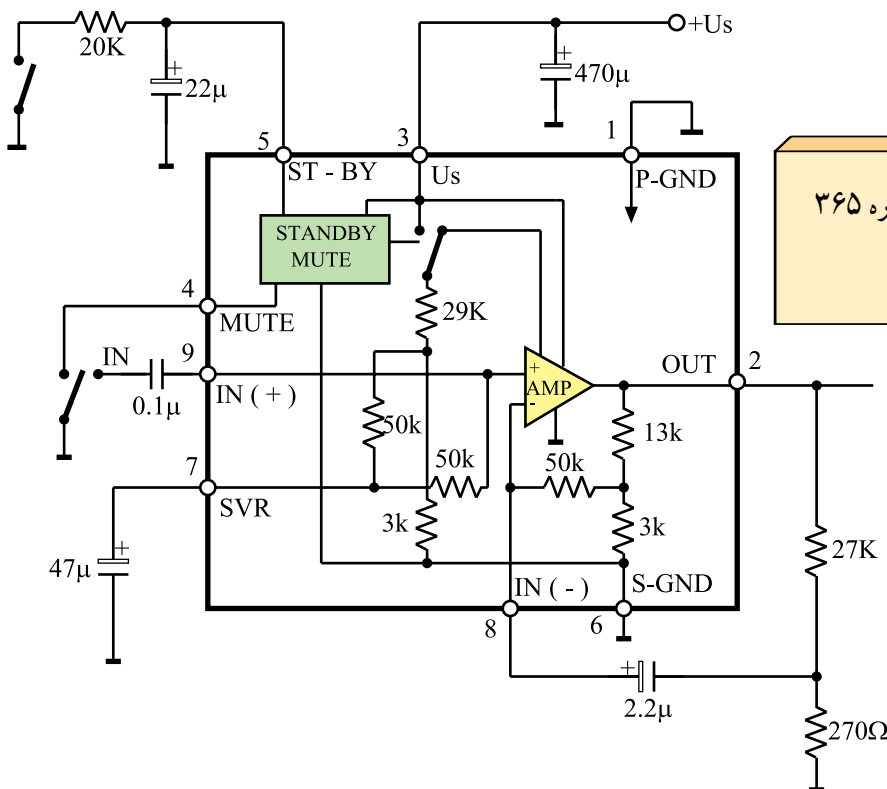 +Us
20K
22µ
470µ
5
3
1
ST - BY
Us
P-GND
ره ۳۶۵
STANDBY
MUTE
4
MUTE
29K
IN
9
0.1µ
IN ( + )
+
AMP
-
OUT
2
50k
13k
7
50k
50k
SVR
3k
3k
27K
47µ
IN ( - )
S-GND
8
6
2.2µ
270Ω
+
+
+
+